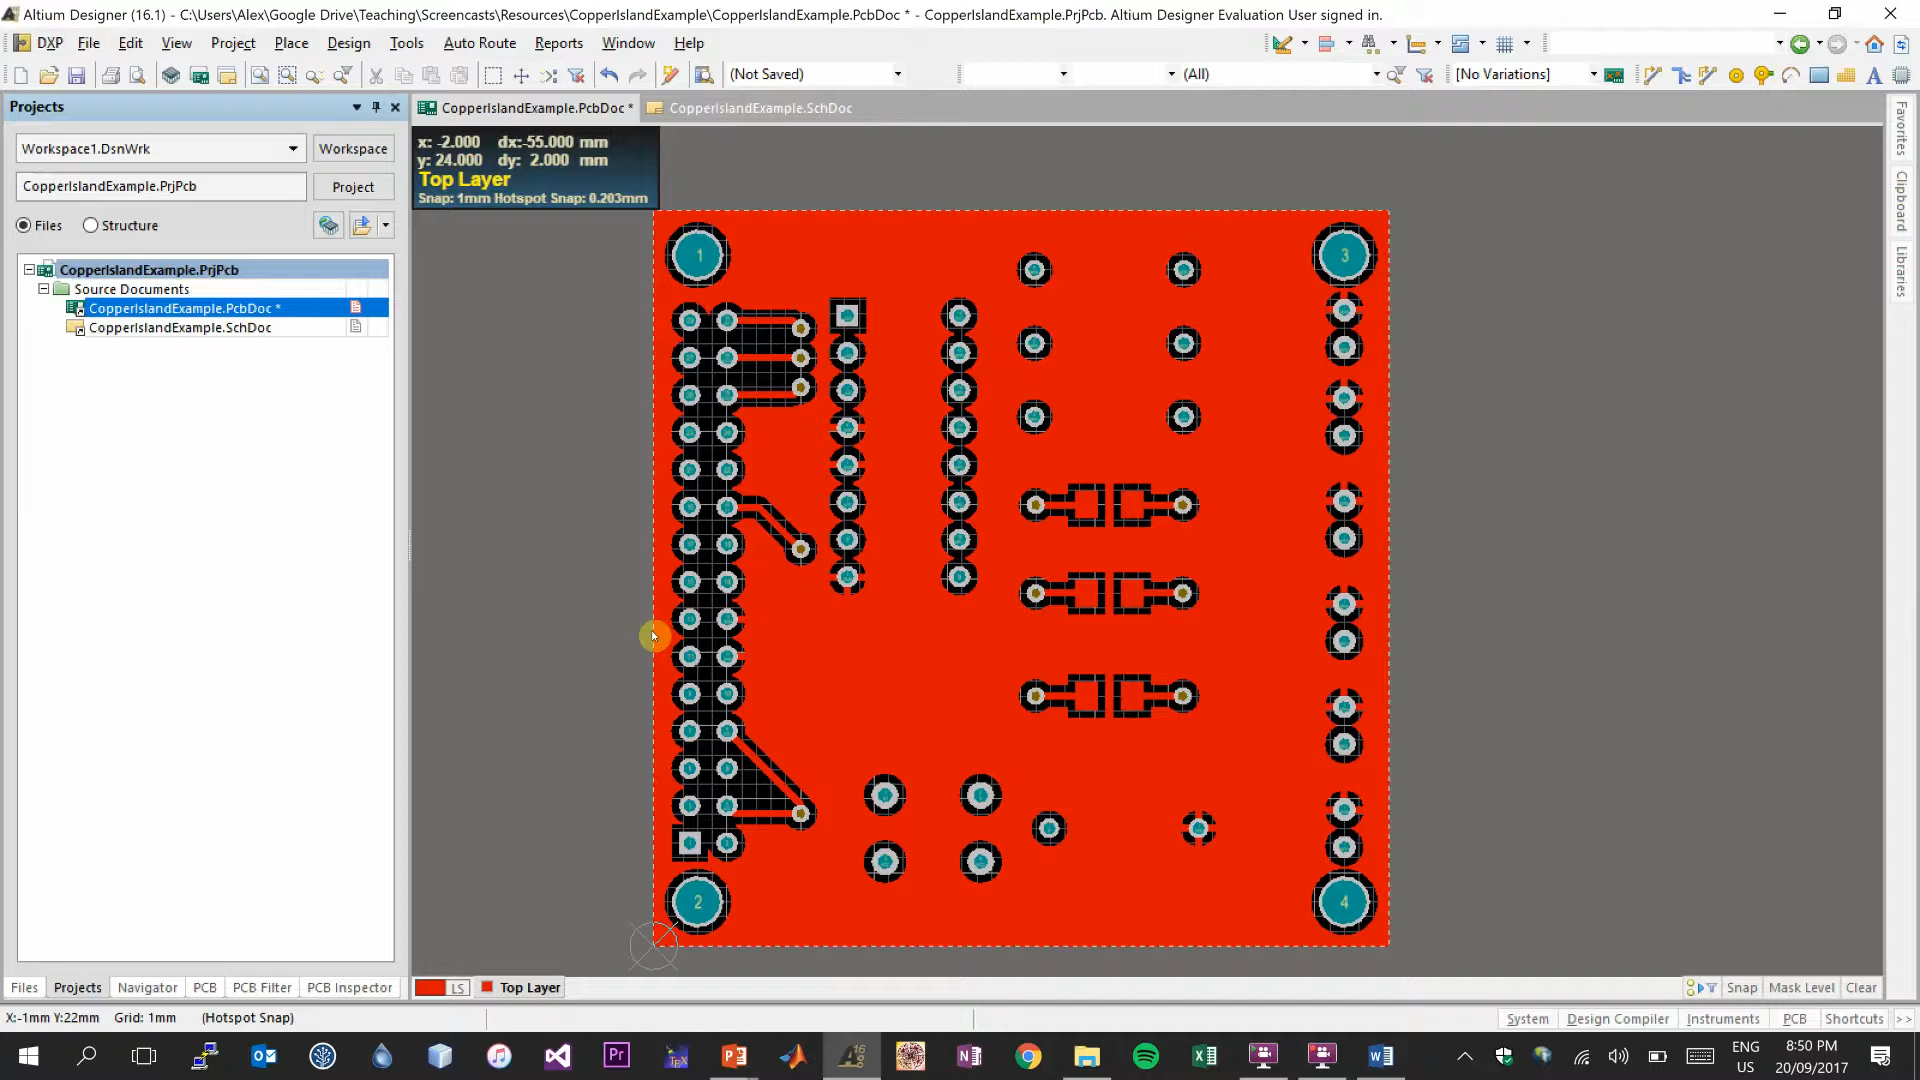 Altium Designer (16.1) - C:\Users\Alex\Google Drive\Teaching\Screencasts\Resources\CopperIslandExample\CopperIslandExample.PcbDoc * - CopperIslandExample.PrjPcb. Altium Designer Evaluation User signed in.
DXP File Edit View Project Place Design Tools Auto Route Reports Window Help
(Not Saved) (All) [No Variations]
Projects
CopperIslandExample.PcbDoc * CopperIslandExample.SchDoc
Workspace1.DsnWrk Workspace
CopperIslandExample.PrjPcb Project
Files Structure
CopperIslandExample.PrjPcb
Source Documents
CopperIslandExample.PcbDoc *
CopperIslandExample.SchDoc
x: -2.000 dx:-55.000 mm
y: 24.000 dy: 2.000 mm
Top Layer
Snap: 1mm Hotspot Snap: 0.203mm
1
3
2
4
Favorites
Clipboard
Libraries
Files Projects Navigator PCB PCB Filter PCB Inspector
LS Top Layer
Snap Mask Level Clear
X:-1mm Y:22mm Grid: 1mm (Hotspot Snap)
System Design Compiler Instruments PCB Shortcuts >>
ENG
US
8:50 PM
20/09/2017